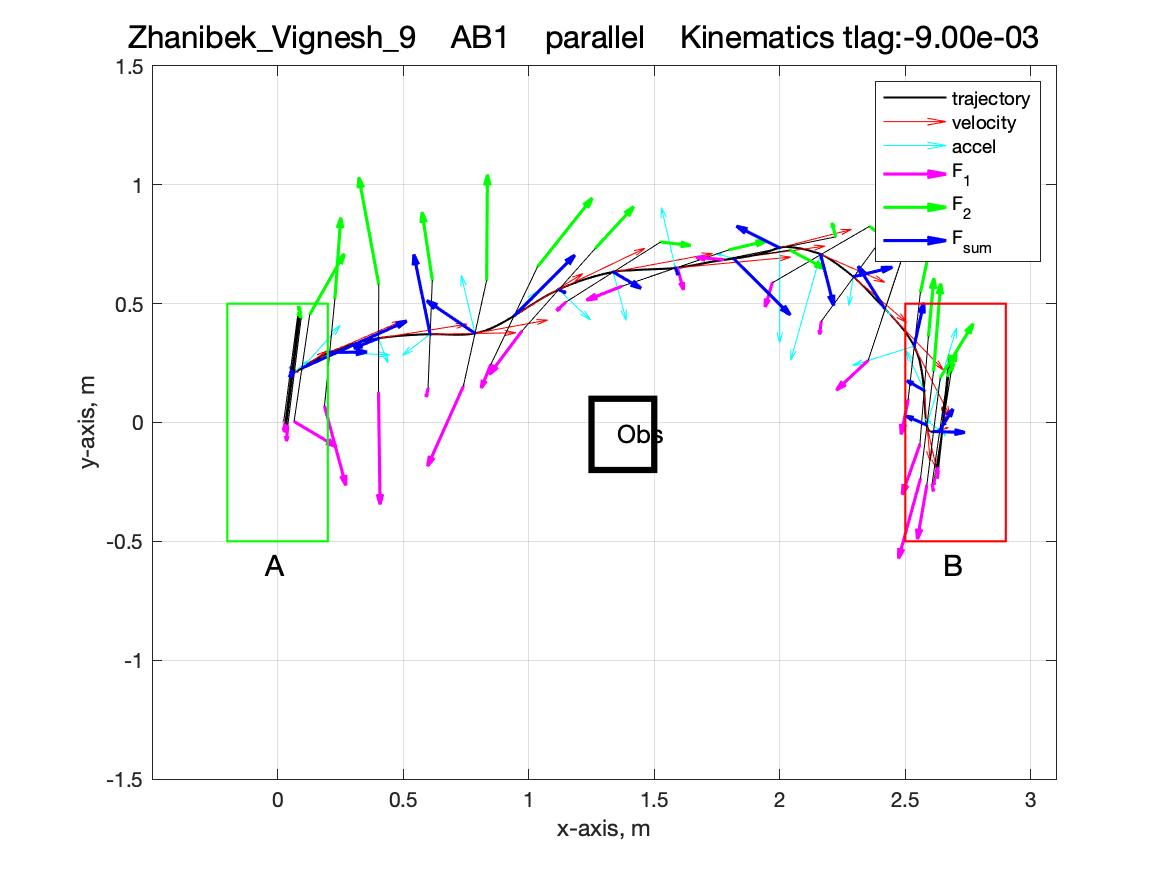 Zhanibek_Vignesh_9 AB1 parallel Kinematics tlag:-9.00e-03
1.5
1
0.5
0
-0.5
-1
-1.5
y-axis, m
trajectory
velocity
accel
F1
F2
Fsum
Obs
A
B
0 0.5 1 1.5 2 2.5 3
x-axis, m